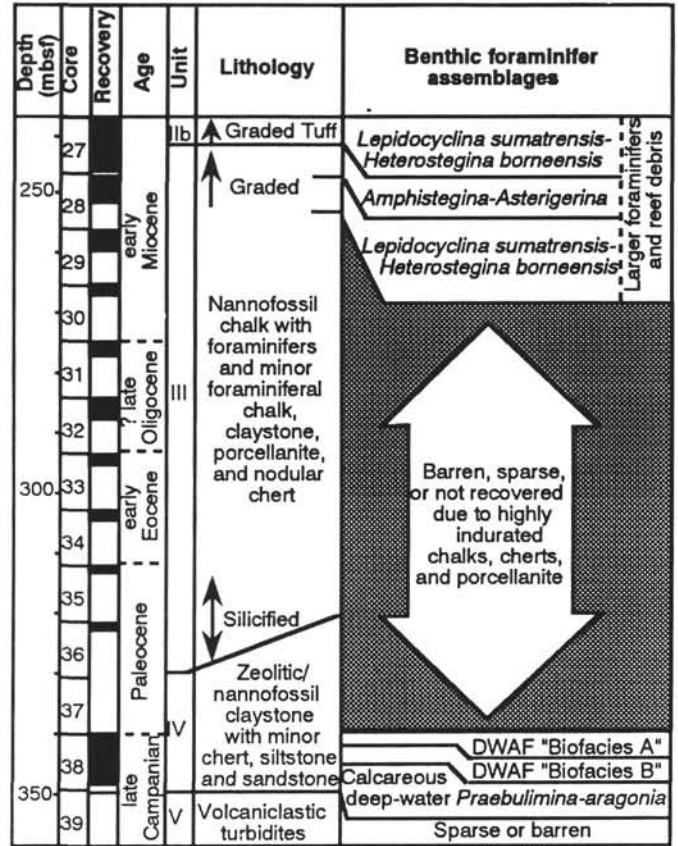 Depth
(mbsf)
Core
Recovery
Age
Unit
Lithology
Benthic foraminifer
assemblages
250
300
350
27
28
29
30
31
32
33
34
35
36
37
38
39
early
Miocene
? late
Oligocene
early
Eocene
Paleocene
late
Campanian
IIb
III
IV
V
Graded Tuff
Graded
Nannofossil
chalk with
foraminifers
and minor
foraminiferal
chalk,
claystone,
porcellanite,
and nodular
chert
Silicified
Zeolitic/
nannofossil
claystone
with minor
chert, siltstone
and sandstone
Volcaniclastic
turbidites
Lepidocyclina sumatrensis-
Heterostegina borneensis
Amphistegina-Asterigerina
Lepidocyclina sumatrensis-
Heterostegina borneensis
Larger foraminifers
and reef debris
Barren, sparse,
or not recovered
due to highly
indurated
chalks, cherts,
and porcellanite
DWAF "Biofacies A"
DWAF "Biofacies B"
Calcareous
deep-water Praebulimina-aragonia
Sparse or barren